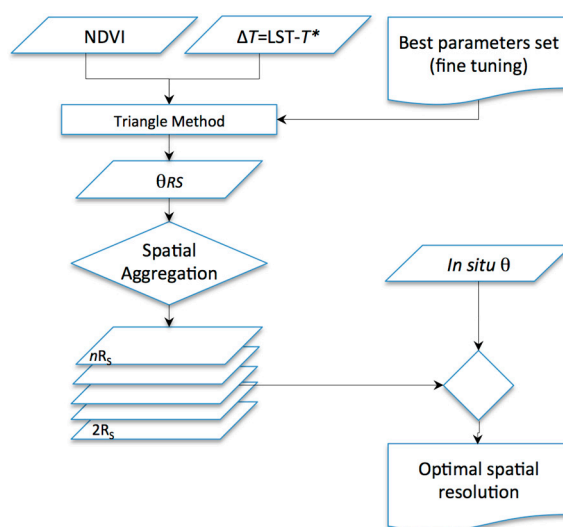 NDVI
ΔT=LST-T*
Best parameters set
(fine tuning)
Triangle Method
θRS
Spatial
Aggregation
In situ θ
nRS
2RS
Optimal spatial
resolution